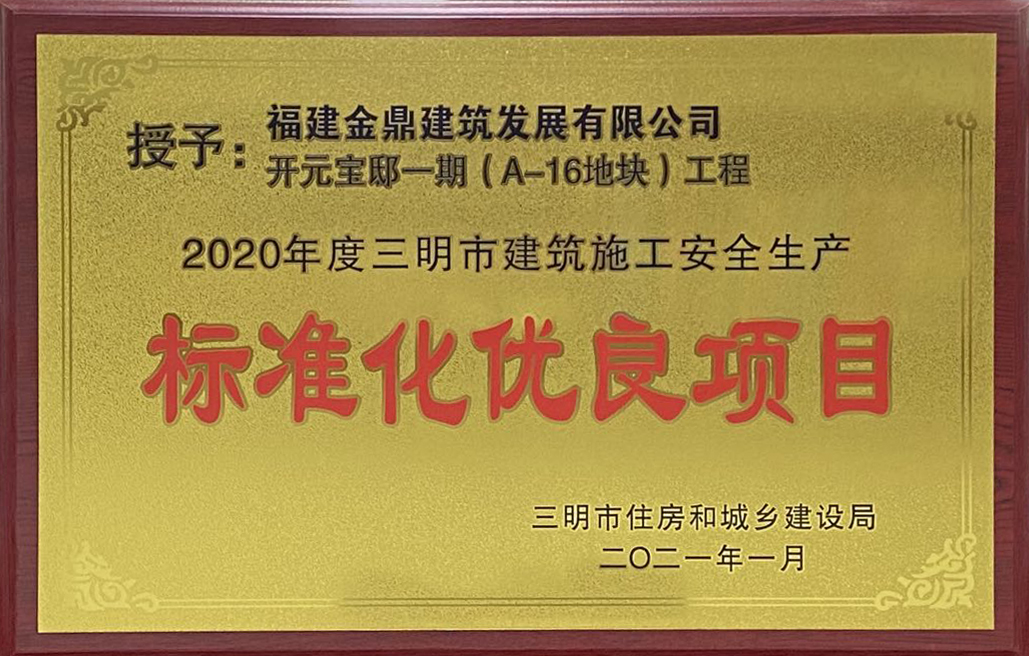 授予：福建金鼎建筑发展有限公司
开元宝邸一期（A-16地块）工程
2020年度三明市建筑施工安全生产
标准化优良项目
三明市住房和城乡建设局
二〇二一年一月